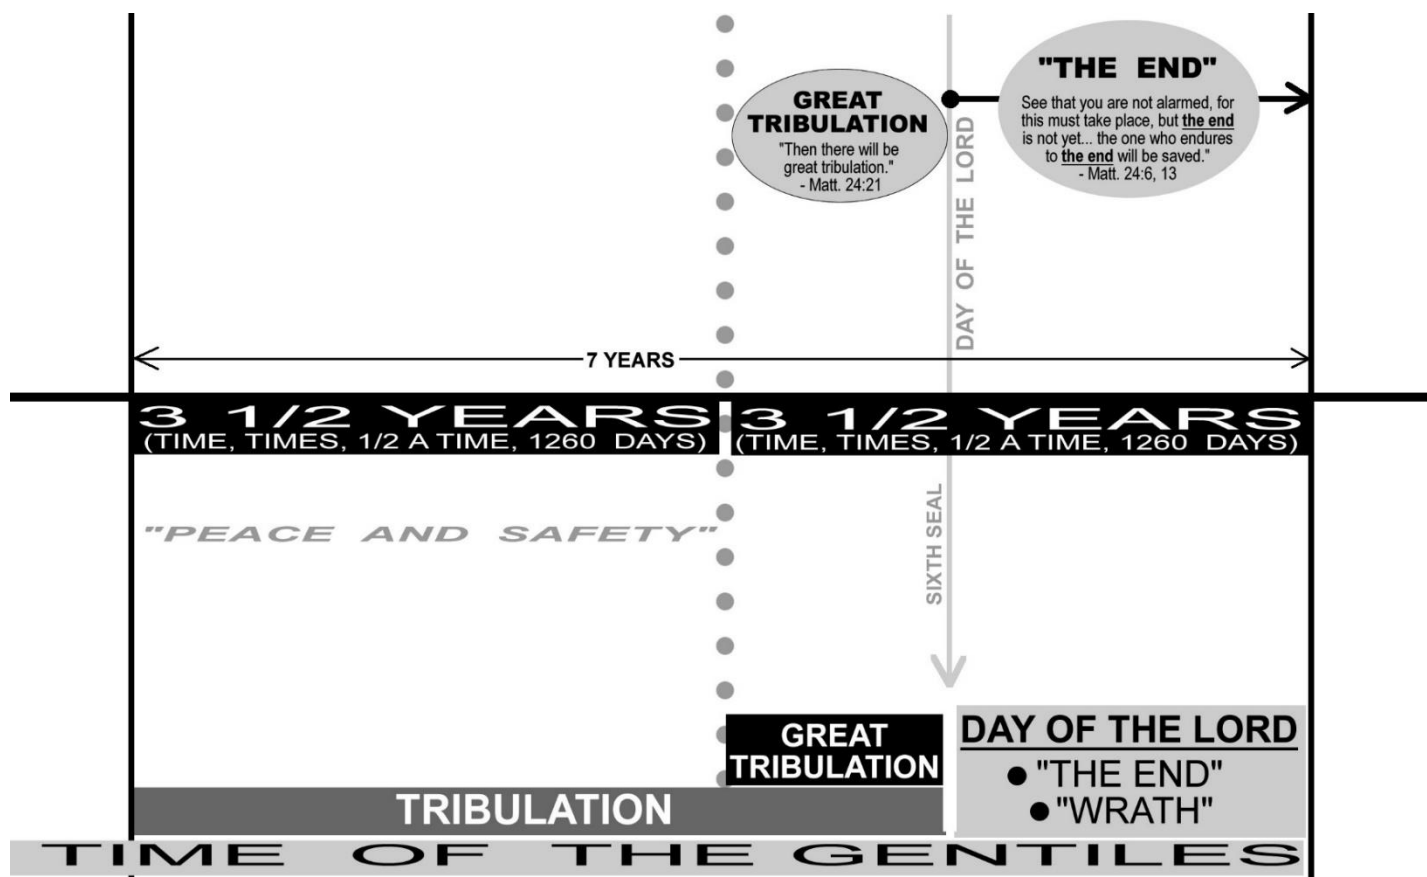 GREAT
TRIBULATION
"Then there will be
great tribulation."
- Matt. 24:21
"THE END"
See that you are not alarmed, for
this must take place, but the end
is not yet... the one who endures
to the end will be saved."
- Matt. 24:6, 13
DAY OF THE LORD
7 YEARS
3 1/2 YEARS
(TIME, TIMES, 1/2 A TIME, 1260 DAYS)
3 1/2 YEARS
(TIME, TIMES, 1/2 A TIME, 1260 DAYS)
"PEACE AND SAFETY"
SIXTH SEAL
GREAT
TRIBULATION
DAY OF THE LORD
● "THE END"
● "WRATH"
TRIBULATION
TIME OF THE GENTILES